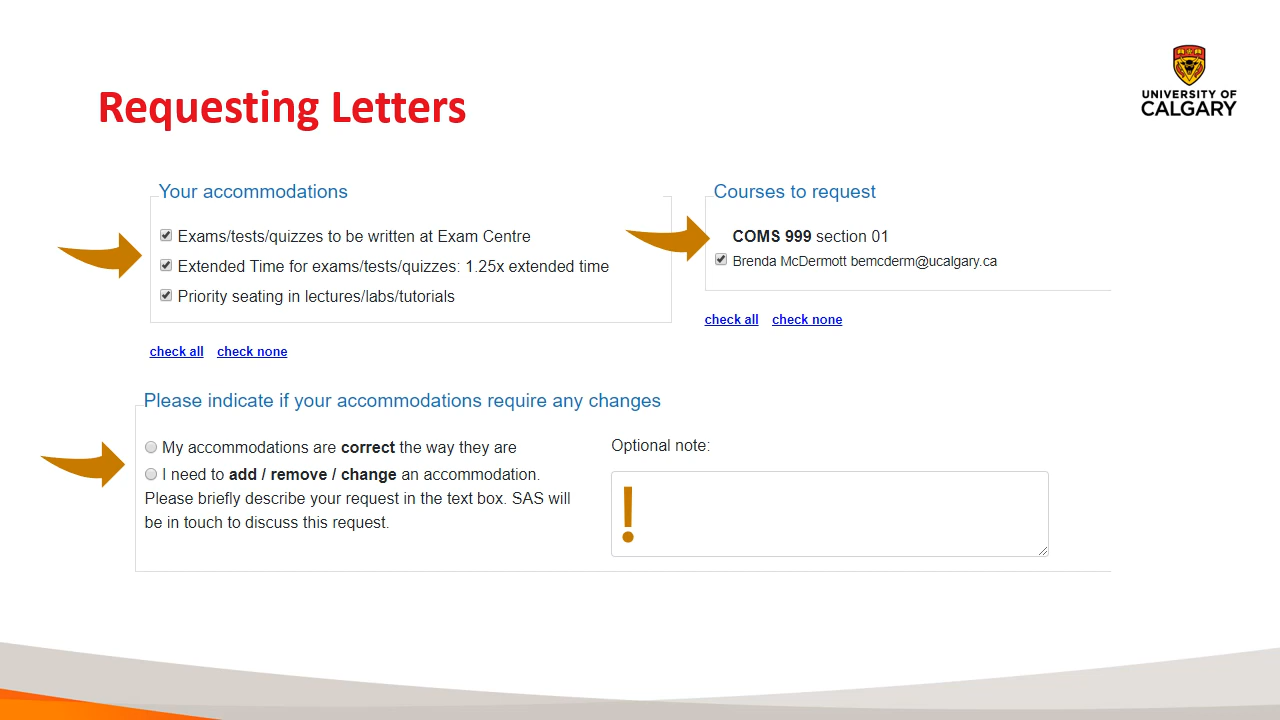 Requesting Letters
UNIVERSITY OF
CALGARY
Your accommodations
Exams/tests/quizzes to be written at Exam Centre
Extended Time for exams/tests/quizzes: 1.25x extended time
Priority seating in lectures/labs/tutorials
check all check none
Courses to request
COMS 999 section 01
Brenda McDermott bemcderm@ucalgary.ca
check all check none
Please indicate if your accommodations require any changes
My accommodations are correct the way they are
I need to add / remove / change an accommodation.
Please briefly describe your request in the text box. SAS will
be in touch to discuss this request.
Optional note:
!